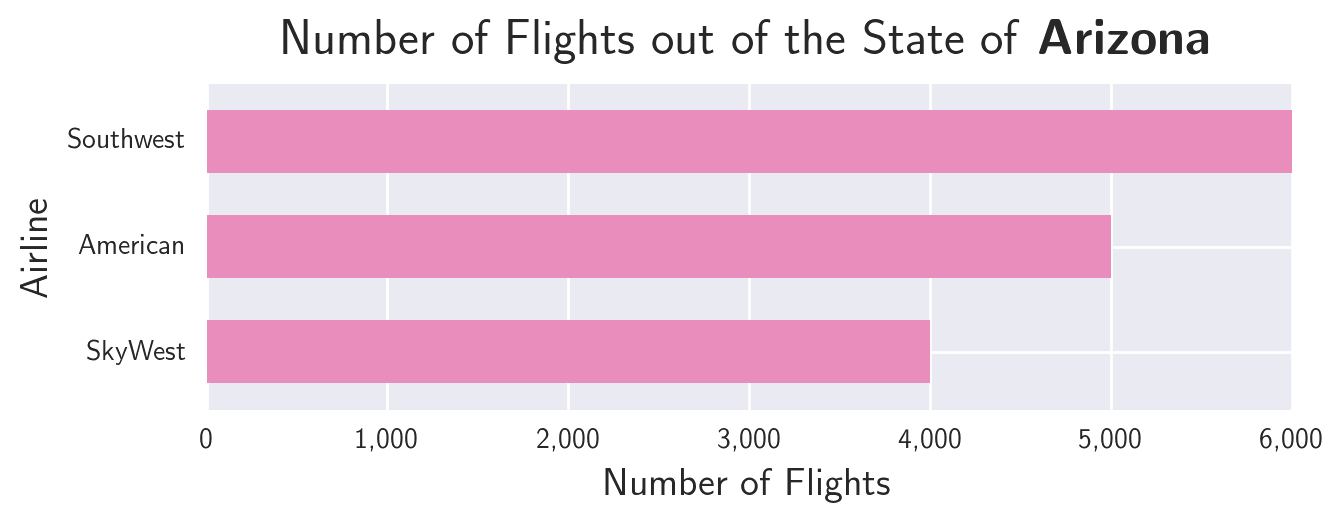 Number of Flights out of the State of Arizona
Southwest
American
SkyWest
Airline
0 1,000 2,000 3,000 4,000 5,000 6,000
Number of Flights